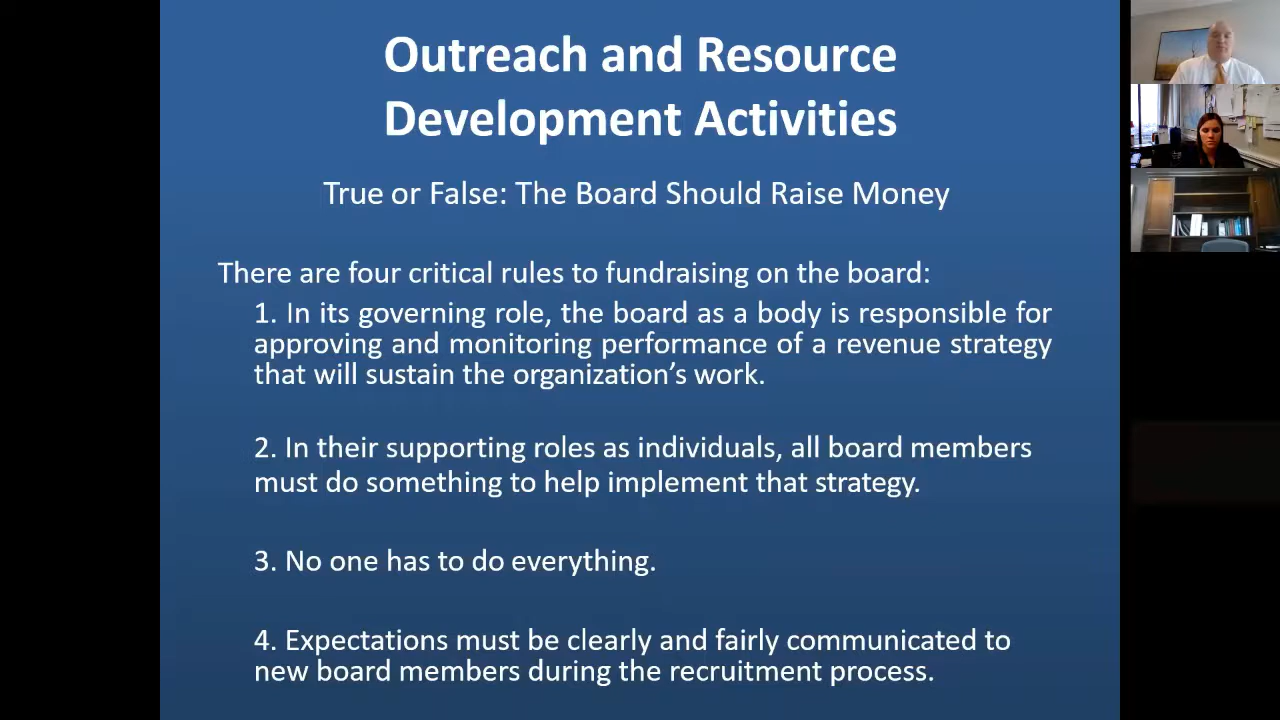 Outreach and Resource
Development Activities
True or False: The Board Should Raise Money
There are four critical rules to fundraising on the board:
1. In its governing role, the board as a body is responsible for
approving and monitoring performance of a revenue strategy
that will sustain the organization’s work.
2. In their supporting roles as individuals, all board members
must do something to help implement that strategy.
3. No one has to do everything.
4. Expectations must be clearly and fairly communicated to
new board members during the recruitment process.